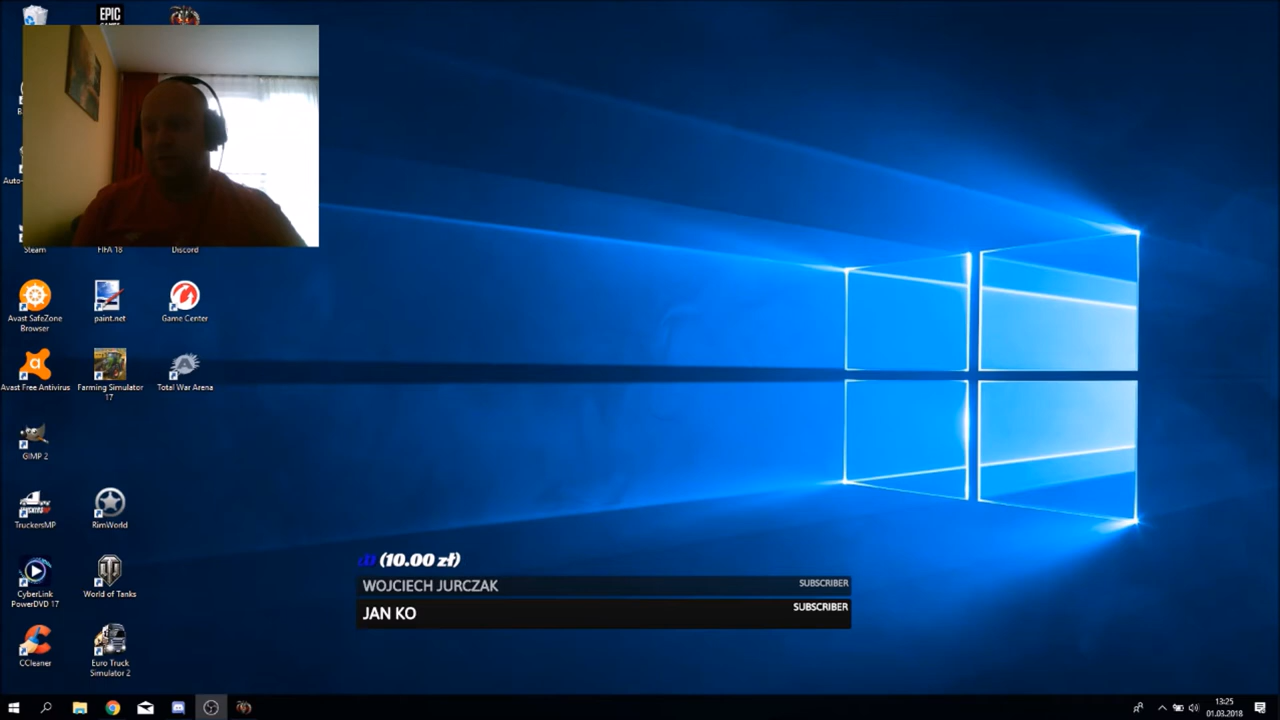 EPIC
GAMES
Steam
FIFA 18
Discord
Avast SafeZone
Browser
paint.net
Game Center
Avast Free Antivirus
Farming Simulator
17
Total War Arena
GIMP 2
TruckersMP
RimWorld
CyberLink
PowerDVD 17
World of Tanks
CCleaner
Euro Truck
Simulator 2
(10.00 zł)
WOJCIECH JURCZAK SUBSCRIBER
JAN KO SUBSCRIBER
13:25
01.03.2018